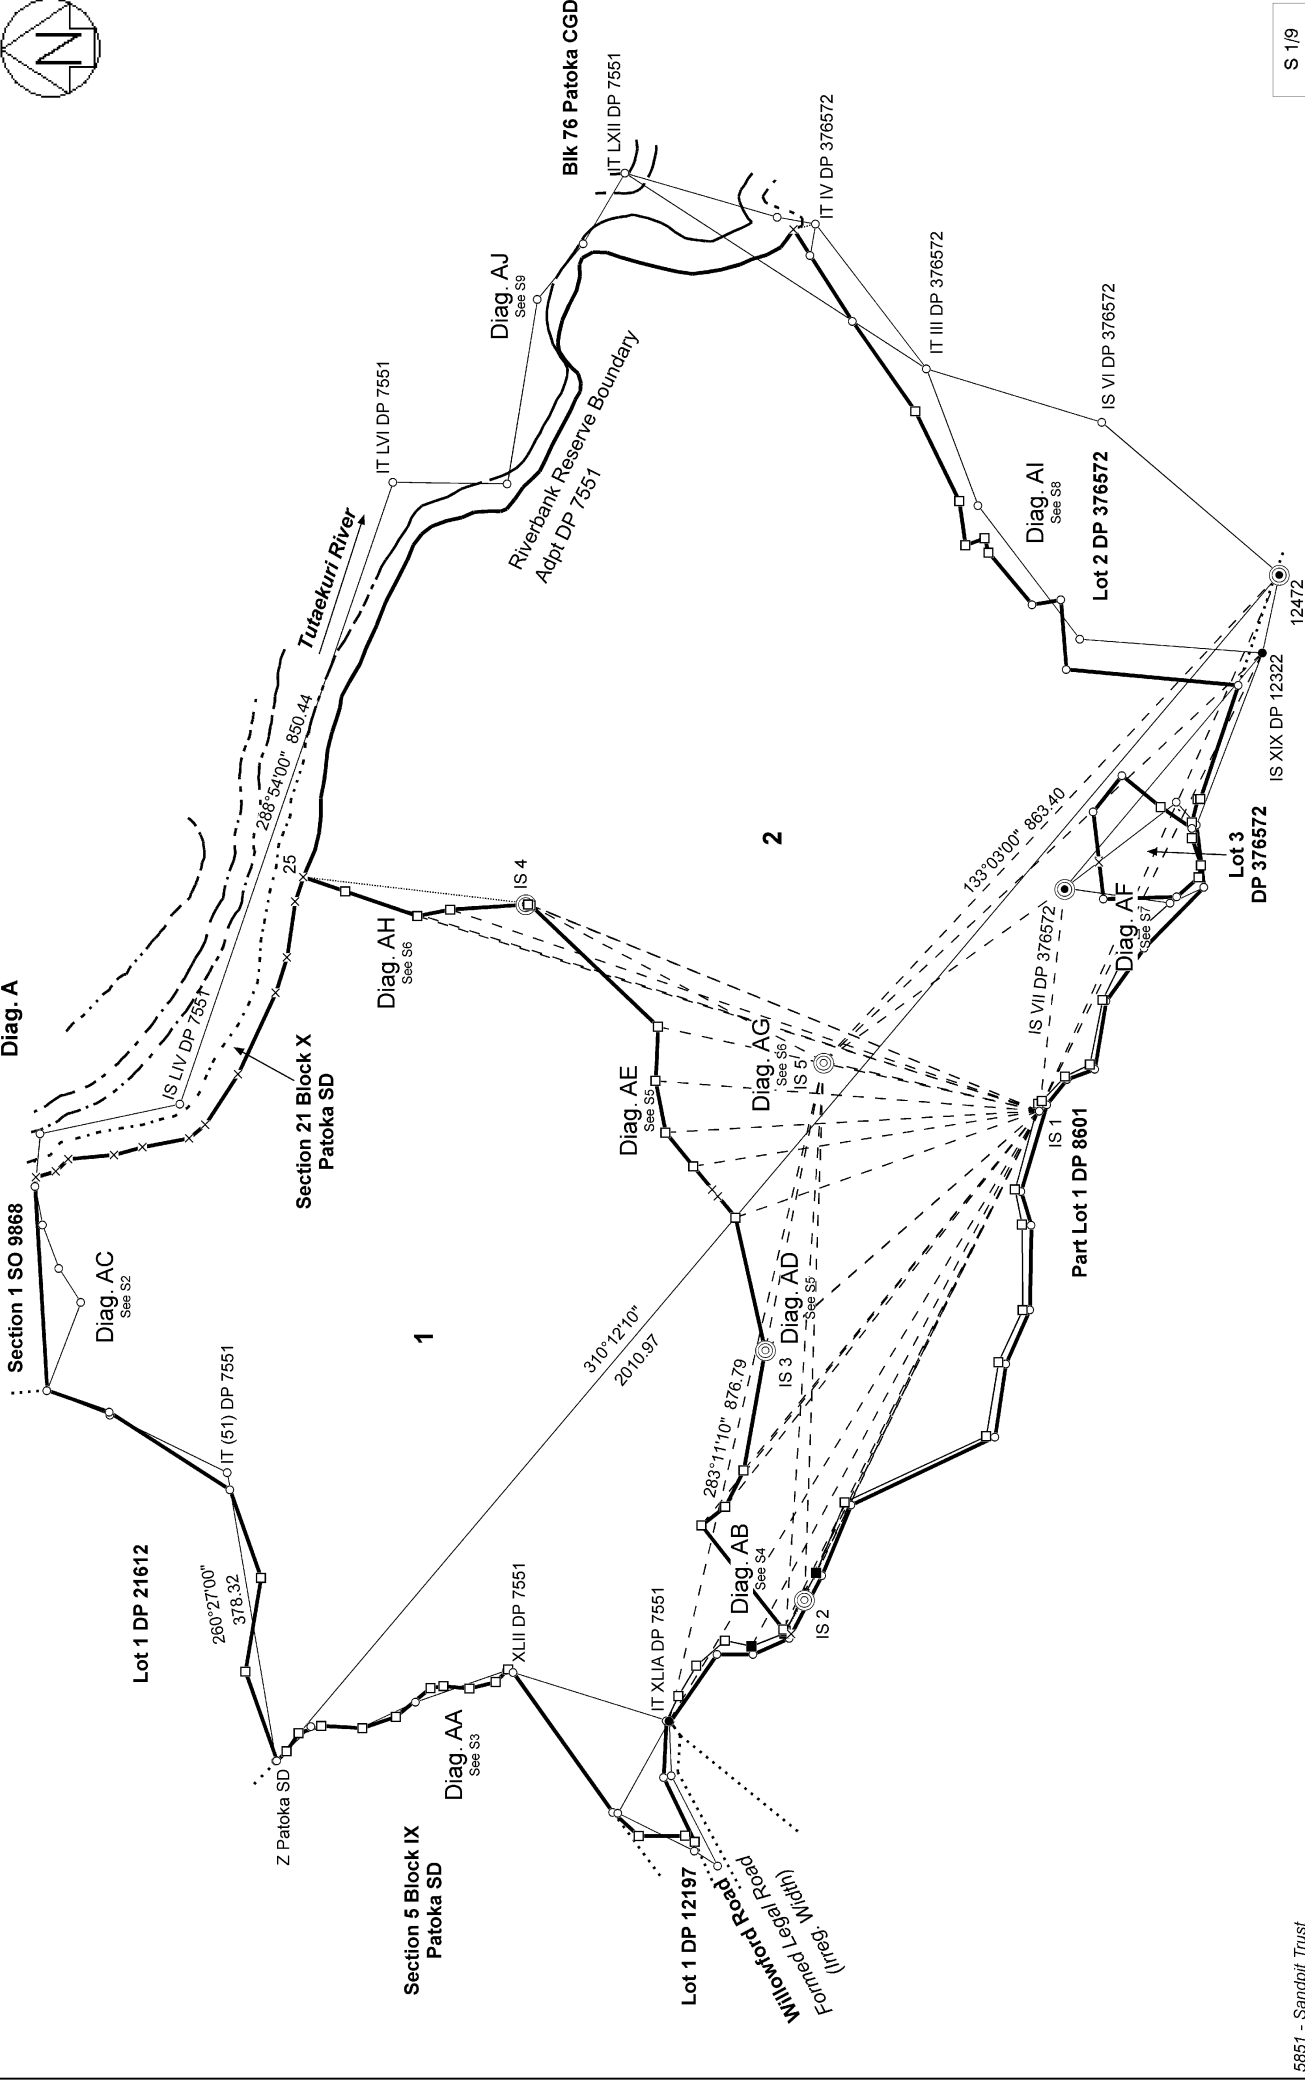 Diag. A
N
Section 1 SO 9868
Diag. AC
See S2
IS LIV DP 7551
Section 21 Block X
Patoka SD
288°54'00" 850.44
25
Tutaekuri River
IT LVI DP 7551
Diag. AJ
See S9
Blk 76 Patoka CGD
IT LXII DP 7551
Riverbank Reserve Boundary
Adpt DP 7551
IT IV DP 376572
IT III DP 376572
IS VI DP 376572
Diag. AI
See S8
Lot 2 DP 376572
12472
IS XIX DP 12322
Lot 1 DP 21612
260°27'00"
378.32
IT (51) DP 7551
Z Patoka SD
1
Diag. AH
See S6
IS 4
2
310°12'10"
2010.97
Diag. AE
See S5
Diag. AG
See S6
IS 5
133°03'00" 863.40
Diag. AA
See S3
XLII DP 7551
Section 5 Block IX
Patoka SD
IT XLIA DP 7551
Diag. AB
See S4
283°11'10" 876.79
IS 3
Diag. AD
See S5
IS 2
IS 1
IS VII DP 376572
Diag. AF
See S7
Lot 3
DP 376572
Part Lot 1 DP 8601
Lot 1 DP 12197
Willowford Road
Formed Legal Road
(Irreg. Width)
5851 - Sandpit Trust
S 1/9